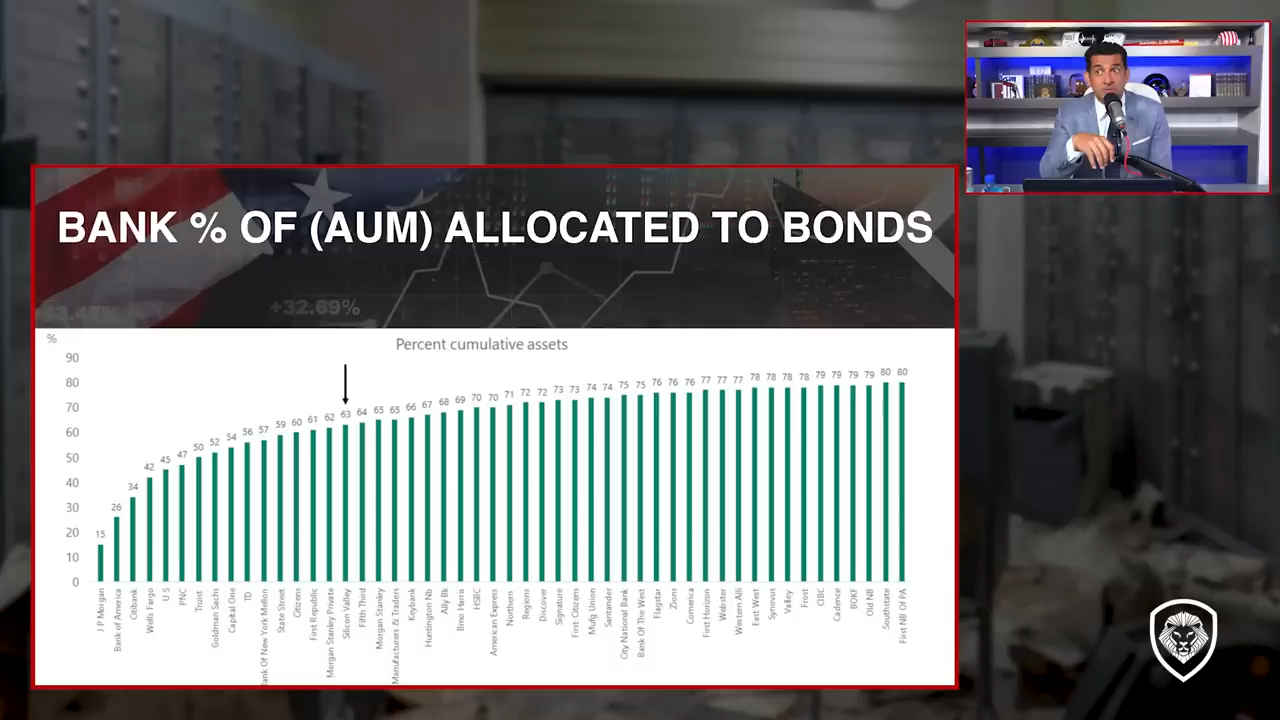 BANK % OF (AUM) ALLOCATED TO BONDS
+32.69%
%
Percent cumulative assets
90
80
70
60
50
40
30
20
10
0
15
26
34
42
45
47
50
52
54
56
57
59
60
61
62
63
64
65
65
66
67
68
69
70
70
71
72
72
73
73
74
74
75
75
76
76
76
77
77
77
78
78
78
78
79
79
79
79
80
80
J P Morgan
Bank of America
Citibank
Wells Fargo
U S
PNC
Truist
Goldman Sachs
Capital One
TD
ank Of New York Mellon
State Street
Citizens
First Republic
Morgan Stanley Private
Silicon Valley
Fifth Third
Morgan Stanley
Manufacturers & Traders
Keybank
Huntington Nb
Ally Bk
Bmo Harris
HSBC
American Express
Northern
Regions
Discover
Signature
First Citizens
Mufg Union
Santander
City National Bank
Bank Of The West
Flagstar
Zions
Comerica
First Horizon
Webster
Western Alli
East West
Synovus
Valley
Frost
CIBC
Cadence
BOKF
Old NB
Southstate
First NB Of PA